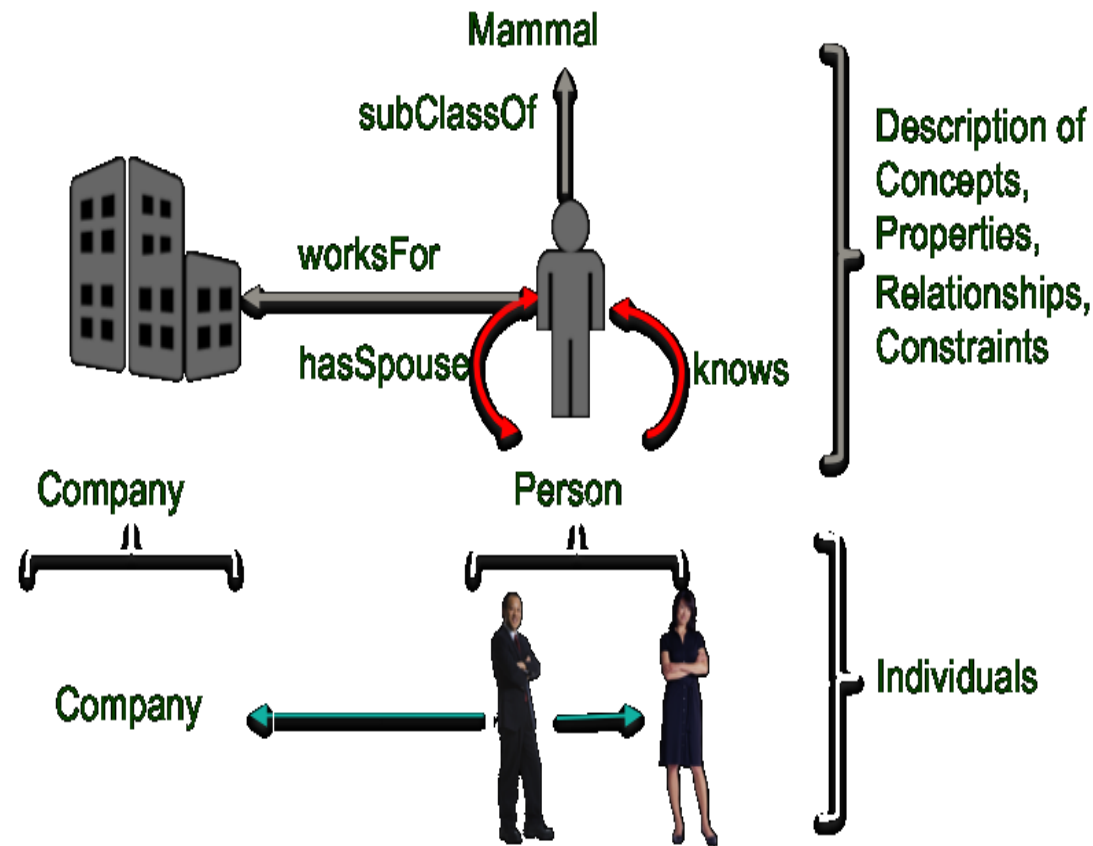 Mammal
subClassOf
Description of
Concepts,
Properties,
Relationships,
Constraints
worksFor
hasSpouse
knows
Company
Person
Company
Individuals